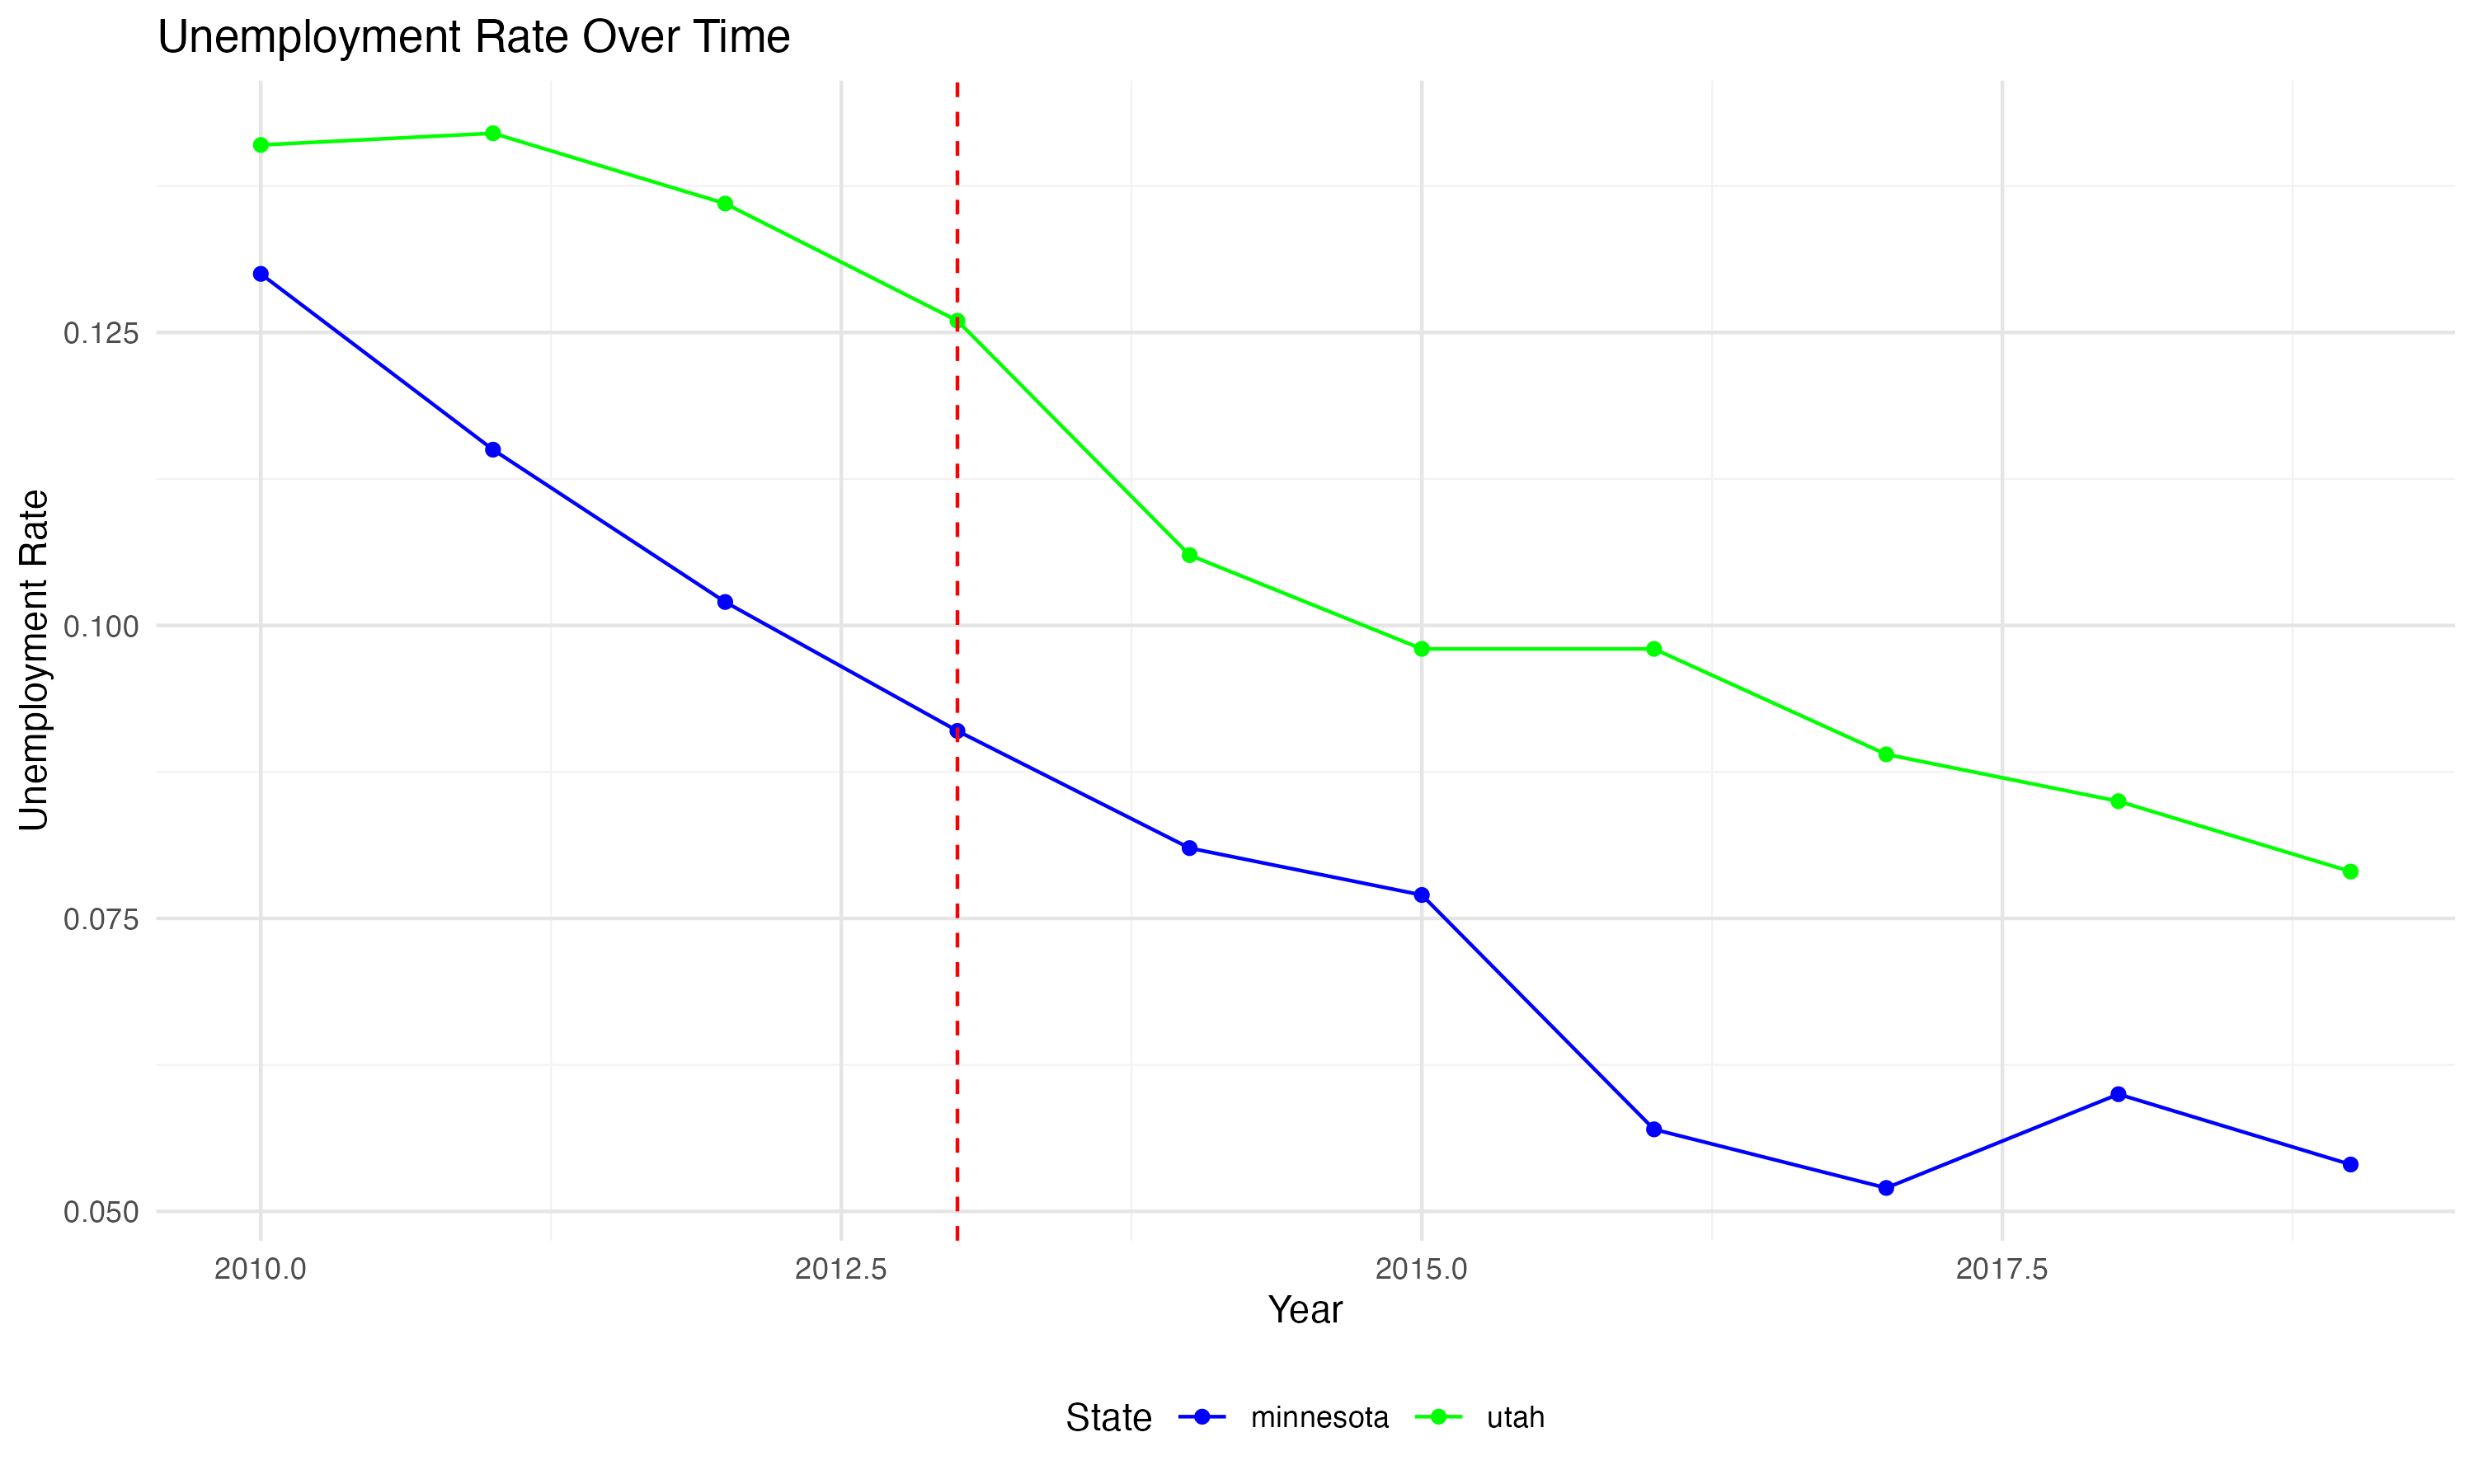 Unemployment Rate Over Time
Unemployment Rate
0.125
0.100
0.075
0.050
2010.0 2012.5 2015.0 2017.5
Year
State minnesota utah